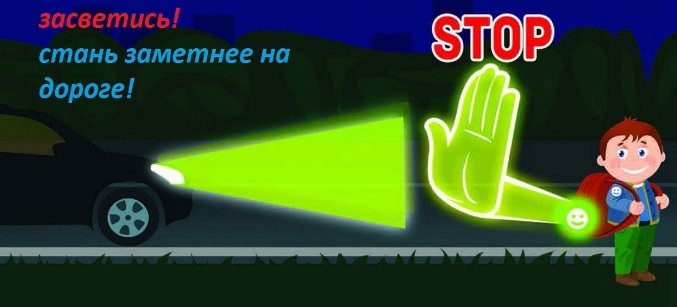 засветись!
стань заметнее на
дороге!
STOP